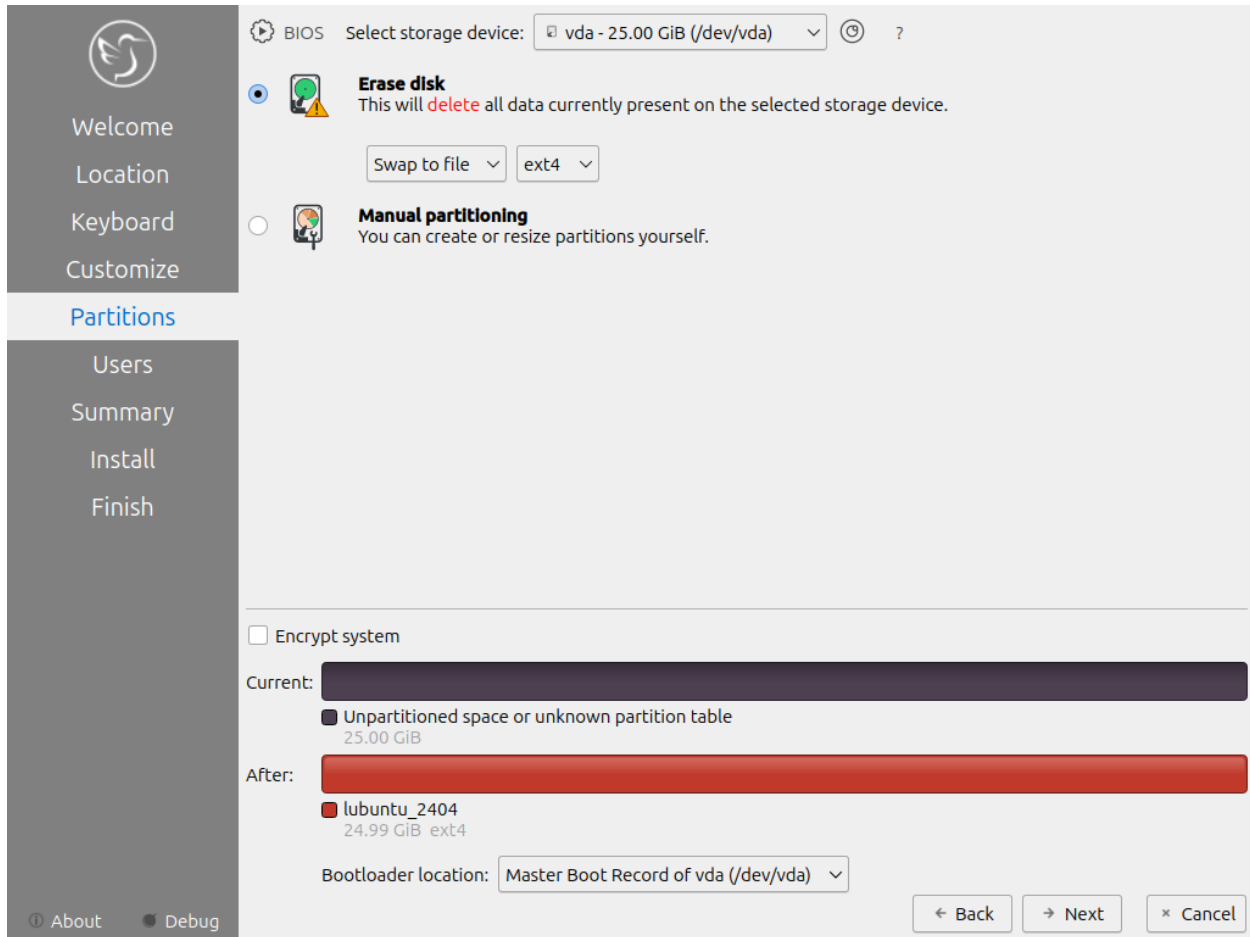 Welcome
Location
Keyboard
Customize
Partitions
Users
Summary
Install
Finish
About Debug
BIOS Select storage device: vda - 25.00 GiB (/dev/vda) ?
Erase disk
This will delete all data currently present on the selected storage device.
Swap to file ext4
Manual partitioning
You can create or resize partitions yourself.
Encrypt system
Current:
Unpartitioned space or unknown partition table
25.00 GiB
After:
lubuntu_2404
24.99 GiB ext4
Bootloader location: Master Boot Record of vda (/dev/vda)
Back Next Cancel